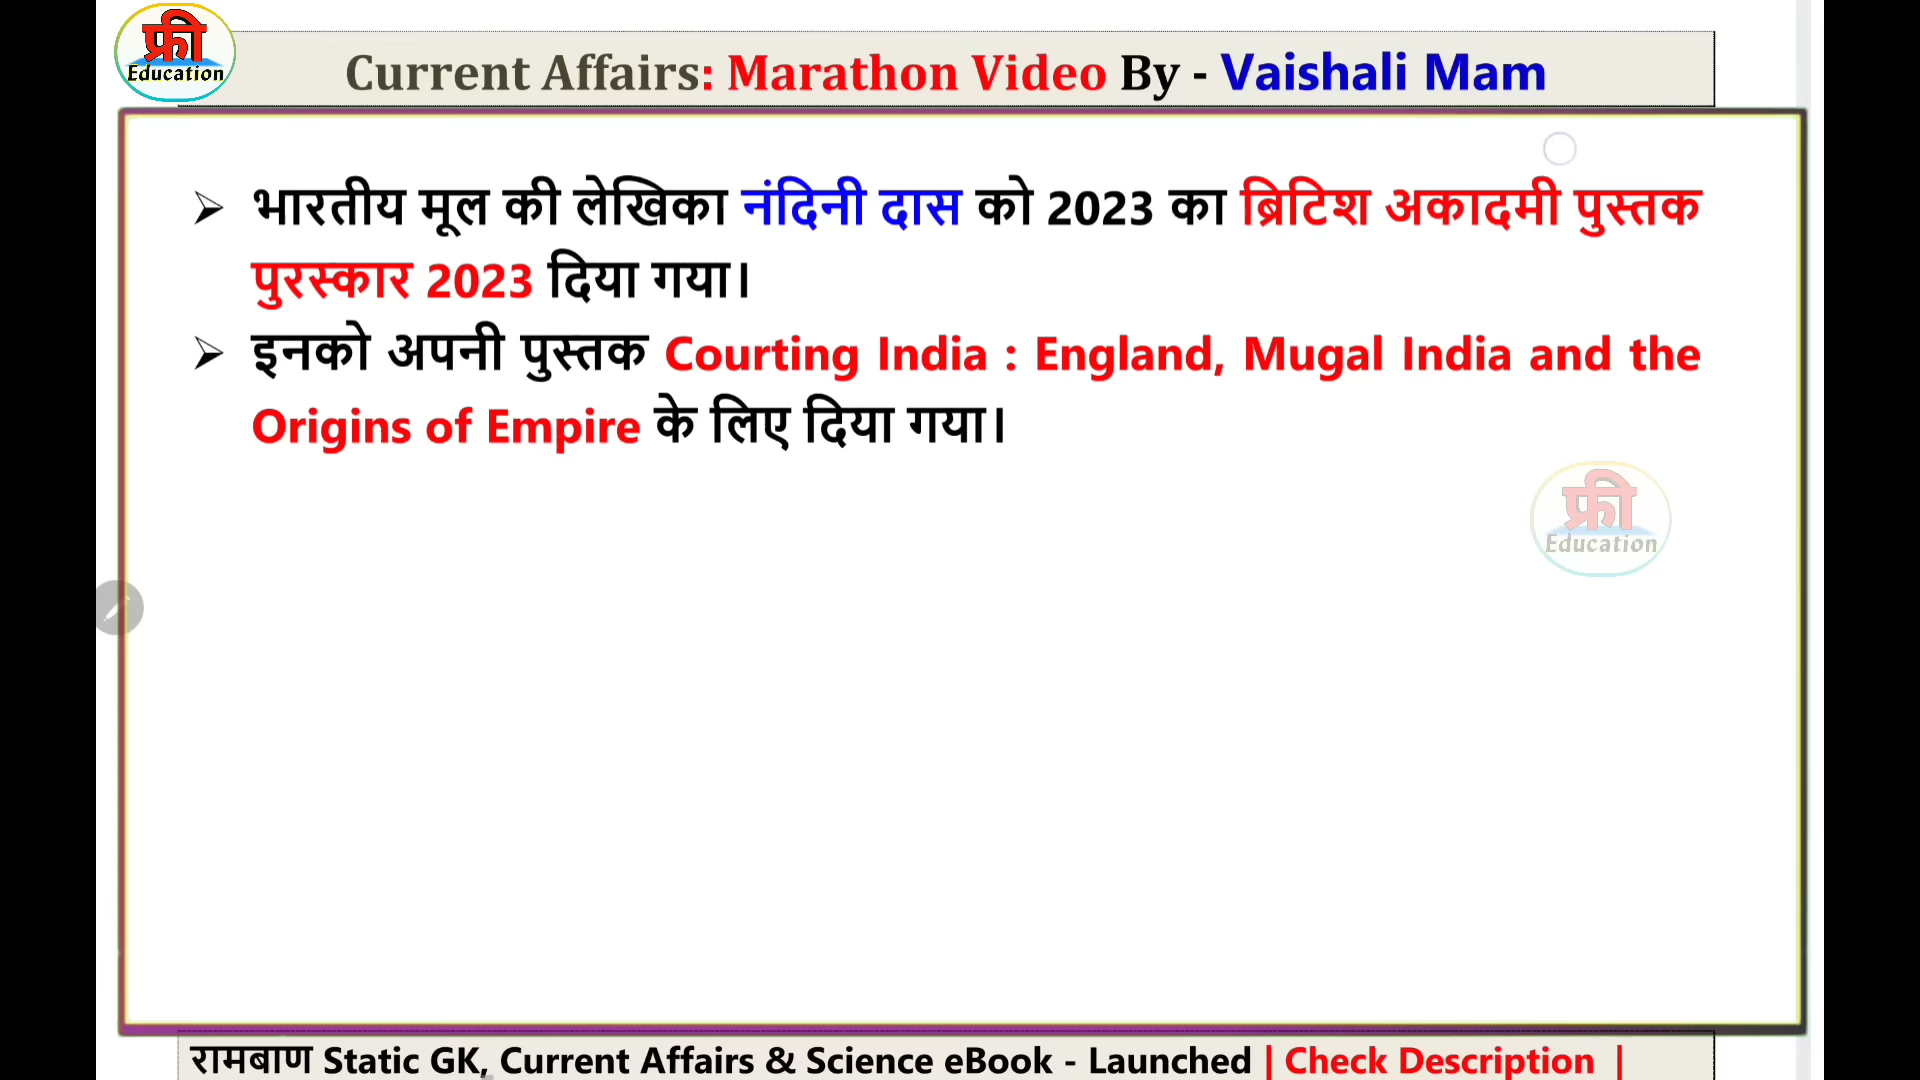 फ्री
Education
Current Affairs: Marathon Video By - Vaishali Mam
➢ भारतीय मूल की लेखिका नंदिनी दास को 2023 का ब्रिटिश अकादमी पुस्तक
पुरस्कार 2023 दिया गया।
➢ इनको अपनी पुस्तक Courting India : England, Mugal India and the
Origins of Empire के लिए दिया गया।
फ्री
Education
रामबाण Static GK, Current Affairs & Science eBook - Launched | Check Description |